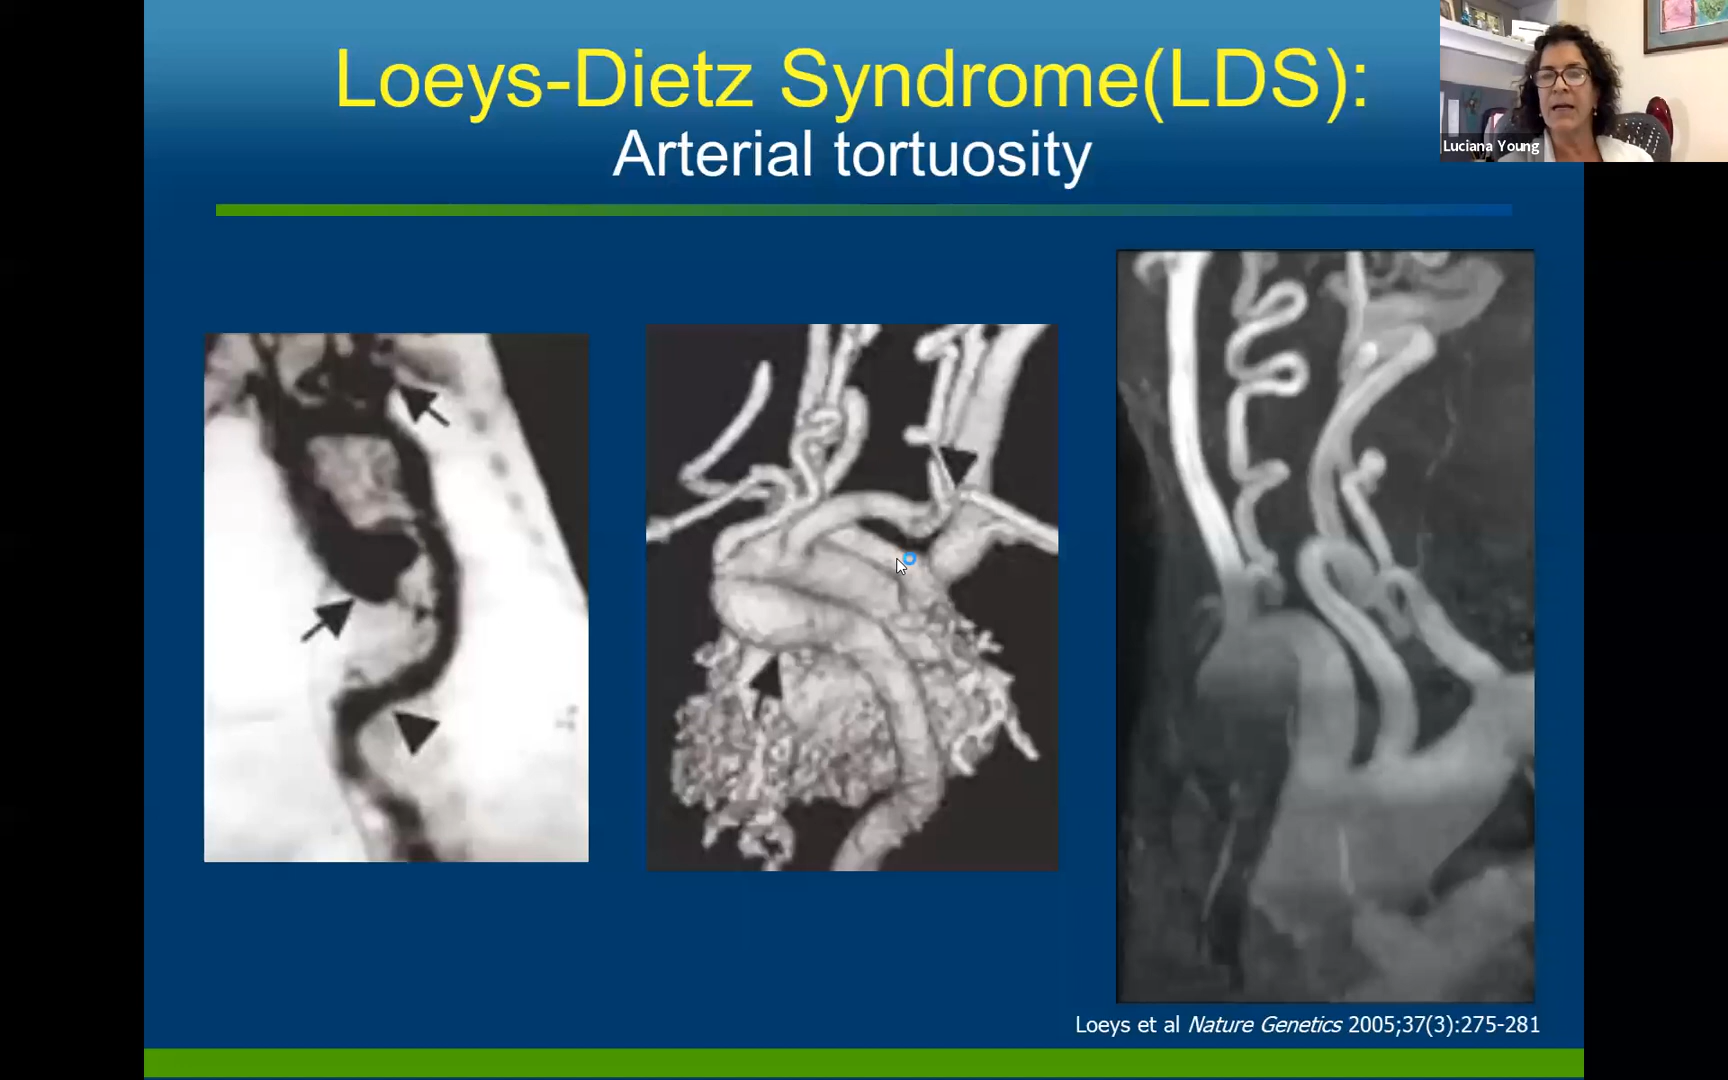 Loeys-Dietz Syndrome(LDS):
Arterial tortuosity
Luciana Young
Loeys et al Nature Genetics 2005;37(3):275-281